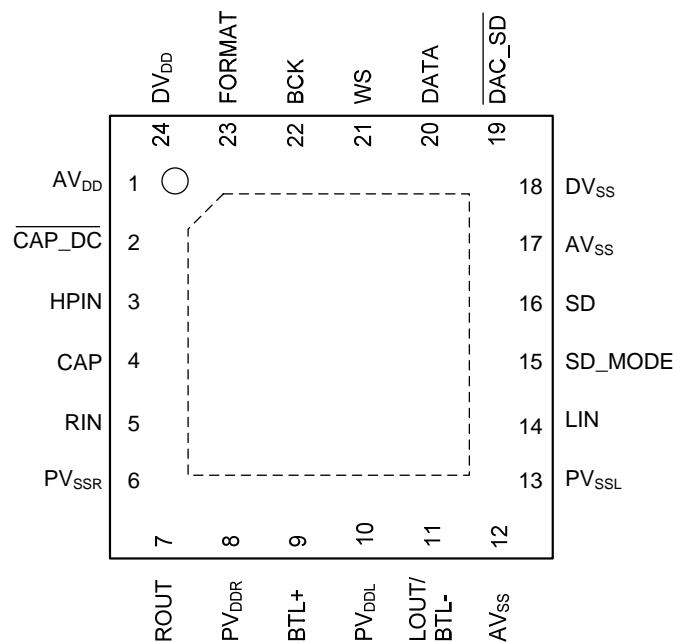 DVDD
FORMAT
BCK
WS
DATA
DAC_SD
24
23
22
21
20
19
AVDD 1
18 DVSS
CAP_DC 2
17 AVSS
HPIN 3
16 SD
CAP 4
15 SD_MODE
RIN 5
14 LIN
PVSSR 6
13 PVSSL
7
8
9
10
11
12
ROUT
PVDDR
BTL+
PVDDL
LOUT/
BTL-
AVSS